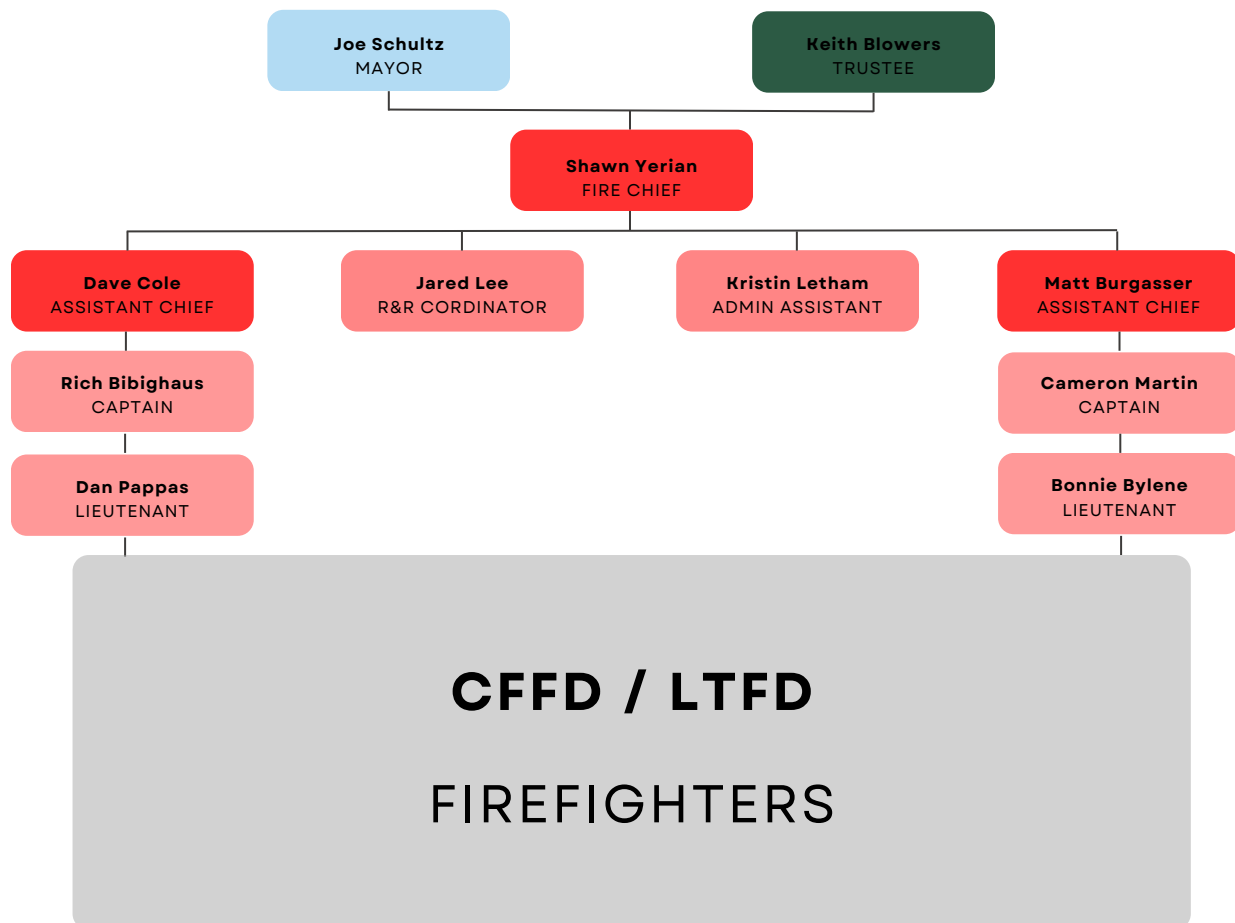 Joe Schultz
MAYOR
Keith Blowers
TRUSTEE
Shawn Yerian
FIRE CHIEF
Dave Cole
ASSISTANT CHIEF
Jared Lee
R&R CORDINATOR
Kristin Letham
ADMIN ASSISTANT
Matt Burgasser
ASSISTANT CHIEF
Rich Bibighaus
CAPTAIN
Cameron Martin
CAPTAIN
Dan Pappas
LIEUTENANT
Bonnie Bylene
LIEUTENANT
CFFD / LTFD
FIREFIGHTERS